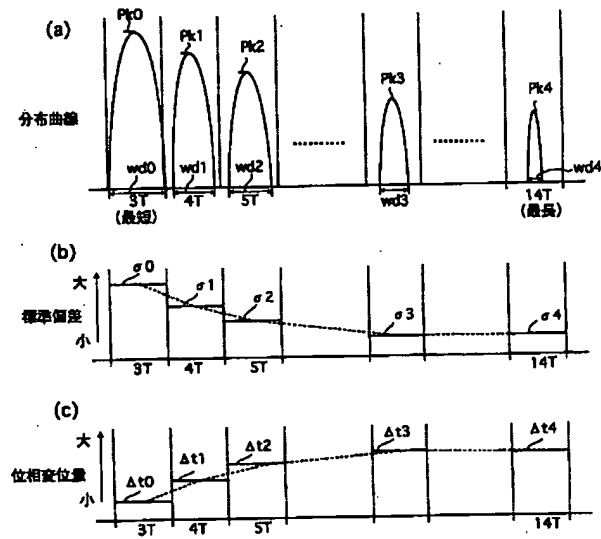 (a)
Pk0
Pk1
Pk2
Pk3
Pk4
分布曲線
wd0
wd1
wd2
wd3
wd4
3T
4T
5T
14T
(最短)
(最長)
(b)
大
標準偏差
小
σ0
σ1
σ2
σ3
σ4
3T
4T
5T
14T
(c)
大
位相変位量
小
Δt0
Δt1
Δt2
Δt3
Δt4
3T
4T
5T
14T